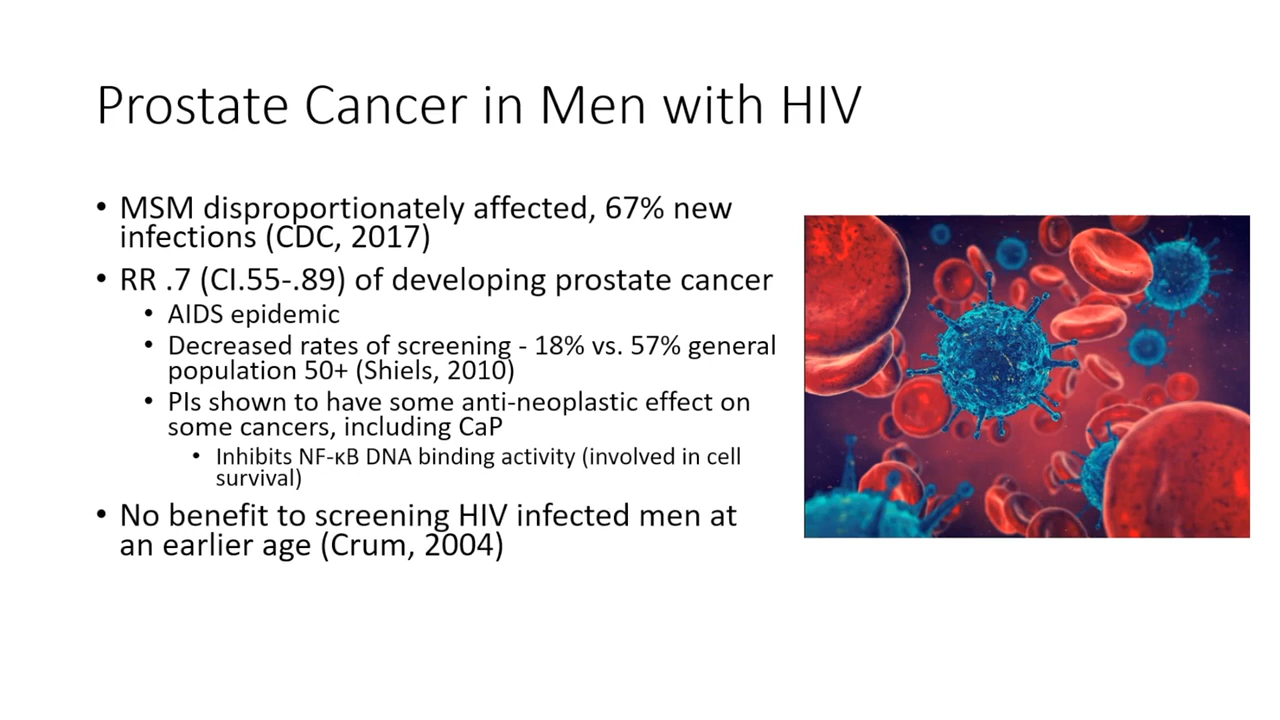 Prostate Cancer in Men with HIV
• MSM disproportionately affected, 67% new
infections (CDC, 2017)
• RR .7 (CI.55-.89) of developing prostate cancer
• AIDS epidemic
• Decreased rates of screening - 18% vs. 57% general
population 50+ (Shiels, 2010)
• PIs shown to have some anti-neoplastic effect on
some cancers, including CaP
• Inhibits NF-κB DNA binding activity (involved in cell
survival)
• No benefit to screening HIV infected men at
an earlier age (Crum, 2004)